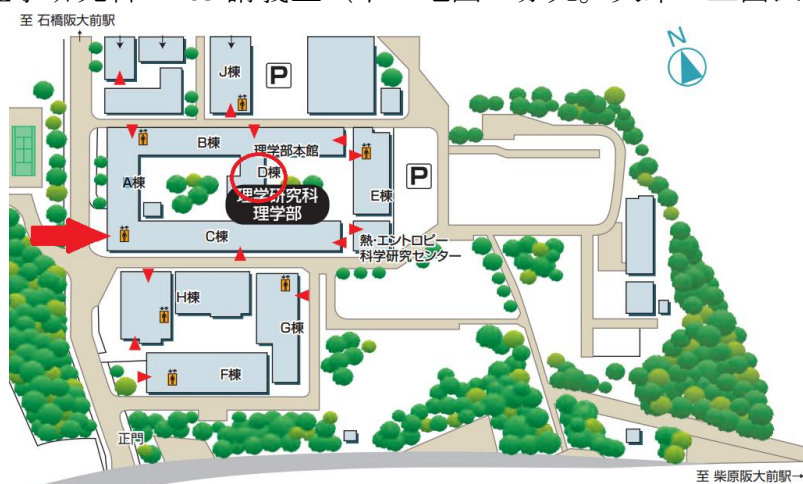 至 石橋阪大前駅
N
J棟
P
B棟
理学部本館
D棟
A棟
E棟
P
理学研究科
理学部
C棟
熱・エントロピー
科学研究センター
H棟
G棟
F棟
正門
至 柴原阪大前駅→